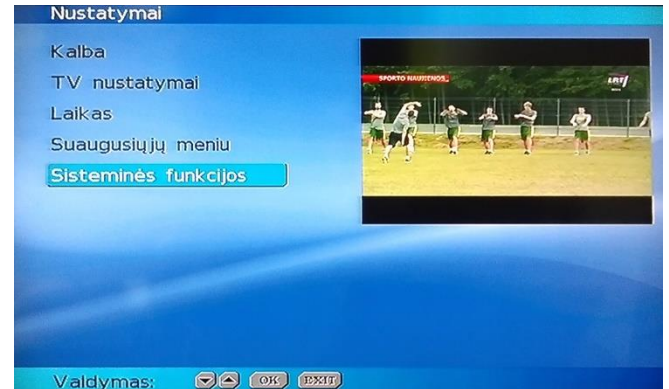 Nustatymai
Kalba
TV nustatymai
Laikas
Suaugusiųjų meniu
Sisteminės funkcijos
SPORTO NAUJIENOS
LRT
Valdymas:
OK
EXIT